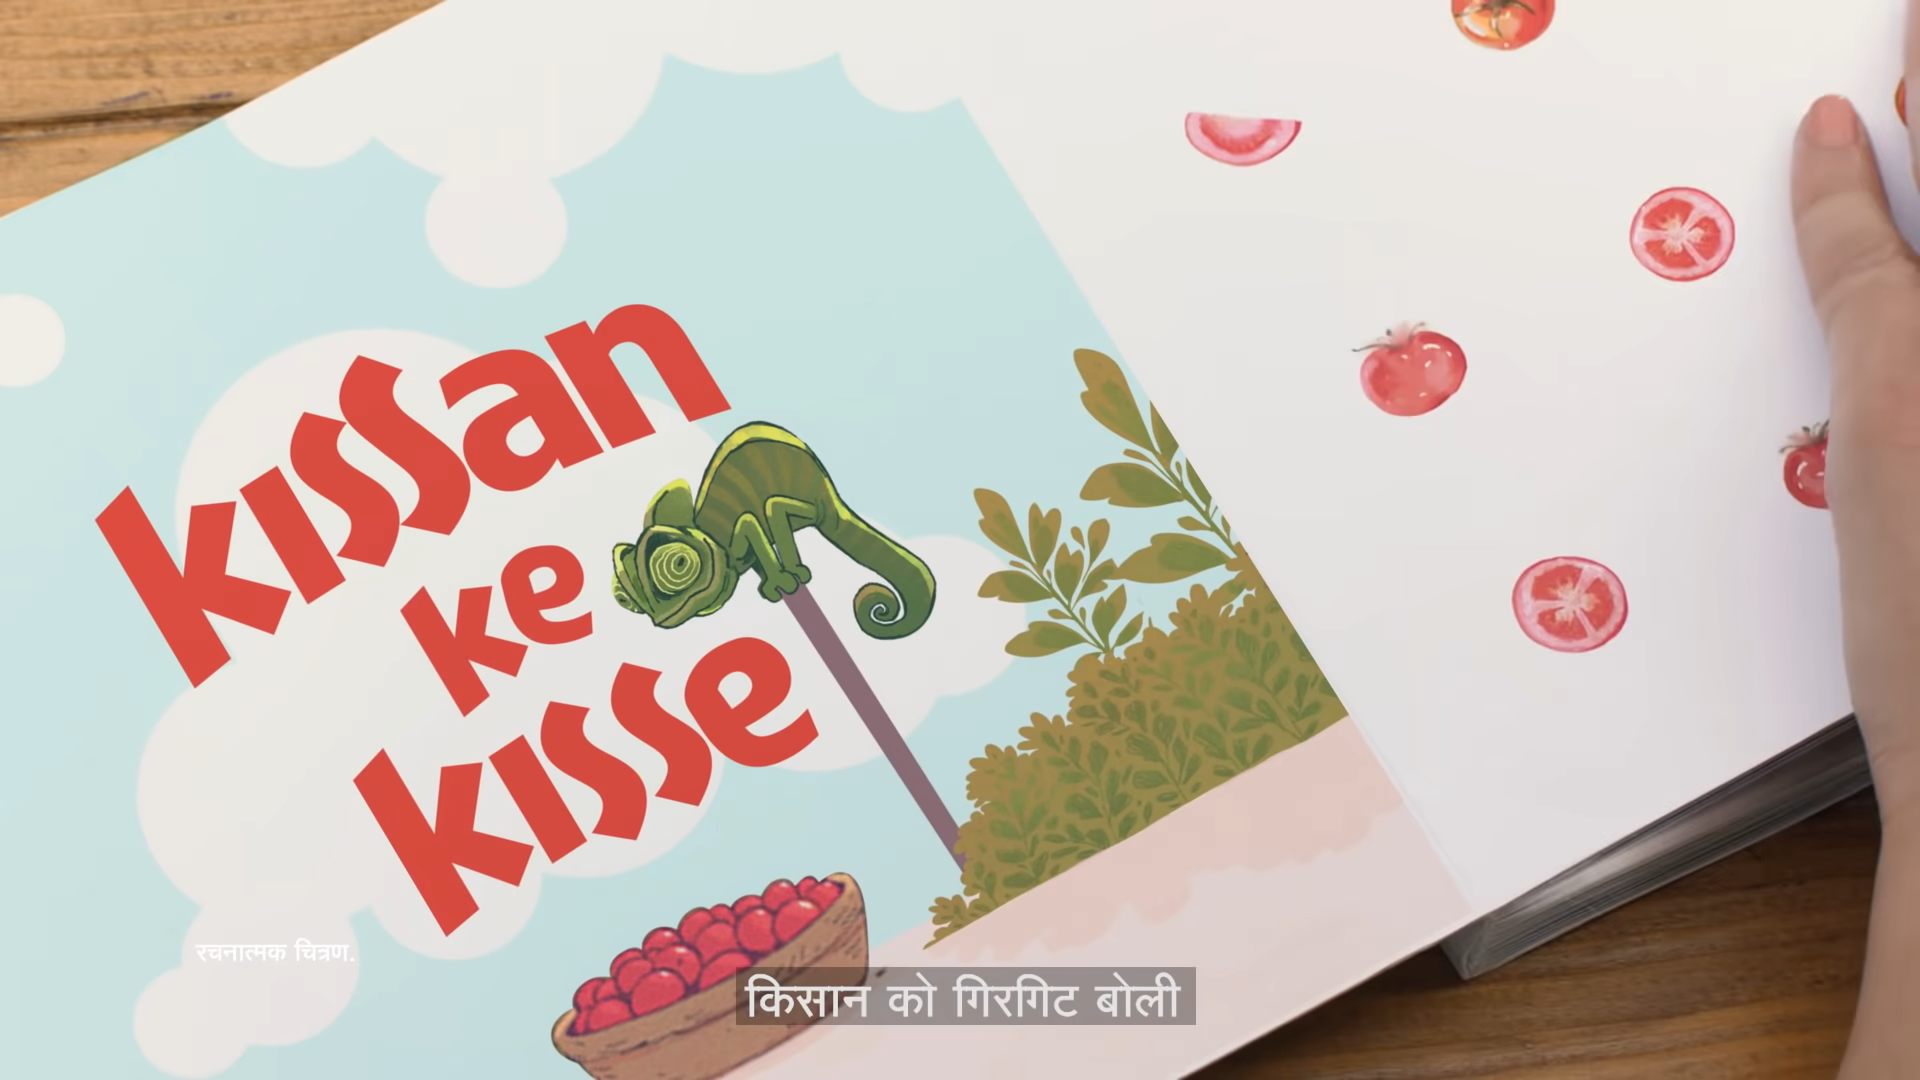 kissan
ke
kisse
रचनात्मक चित्रण.
किसान को गिरगिट बोली